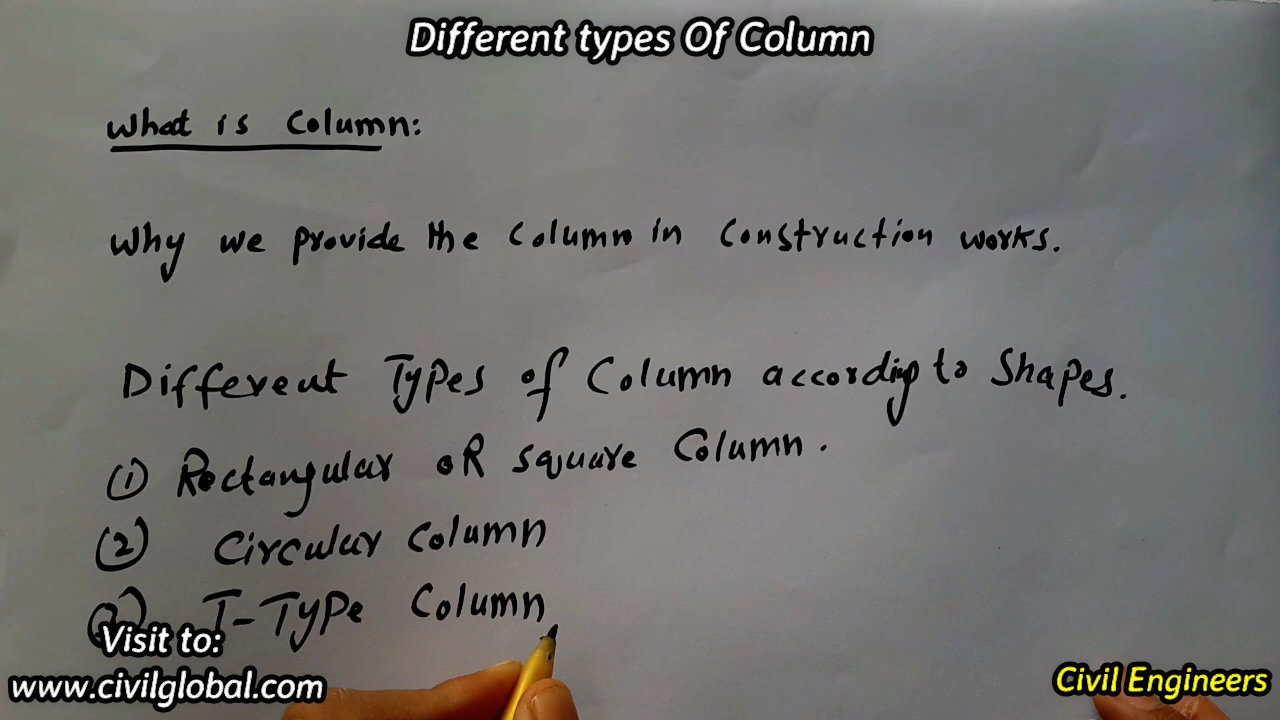 Different types Of Column
What is Column:
Why we provide the Column in Construction works.
Different Types of Column according to Shapes.
(1) Rectangular OR square Column.
(2) Circular Column
(3) T-Type Column
Visit to:
www.civilglobal.com
Civil Engineers